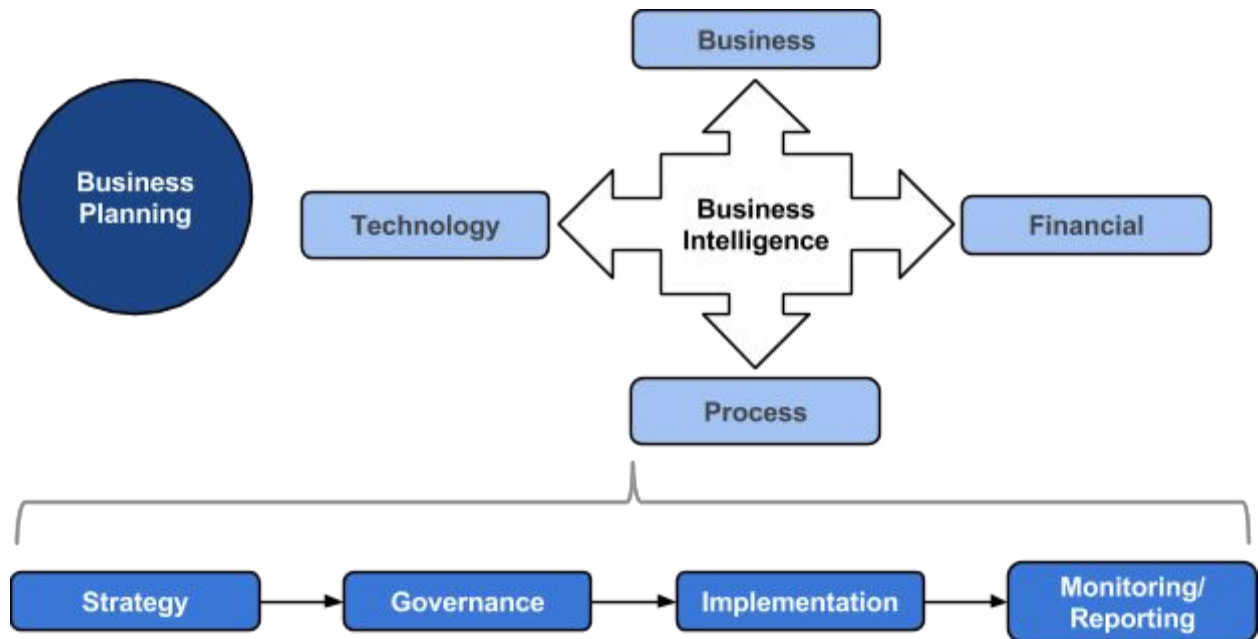 Business
Business
Planning
Technology
Business
Intelligence
Financial
Process
Strategy
Governance
Implementation
Monitoring/
Reporting